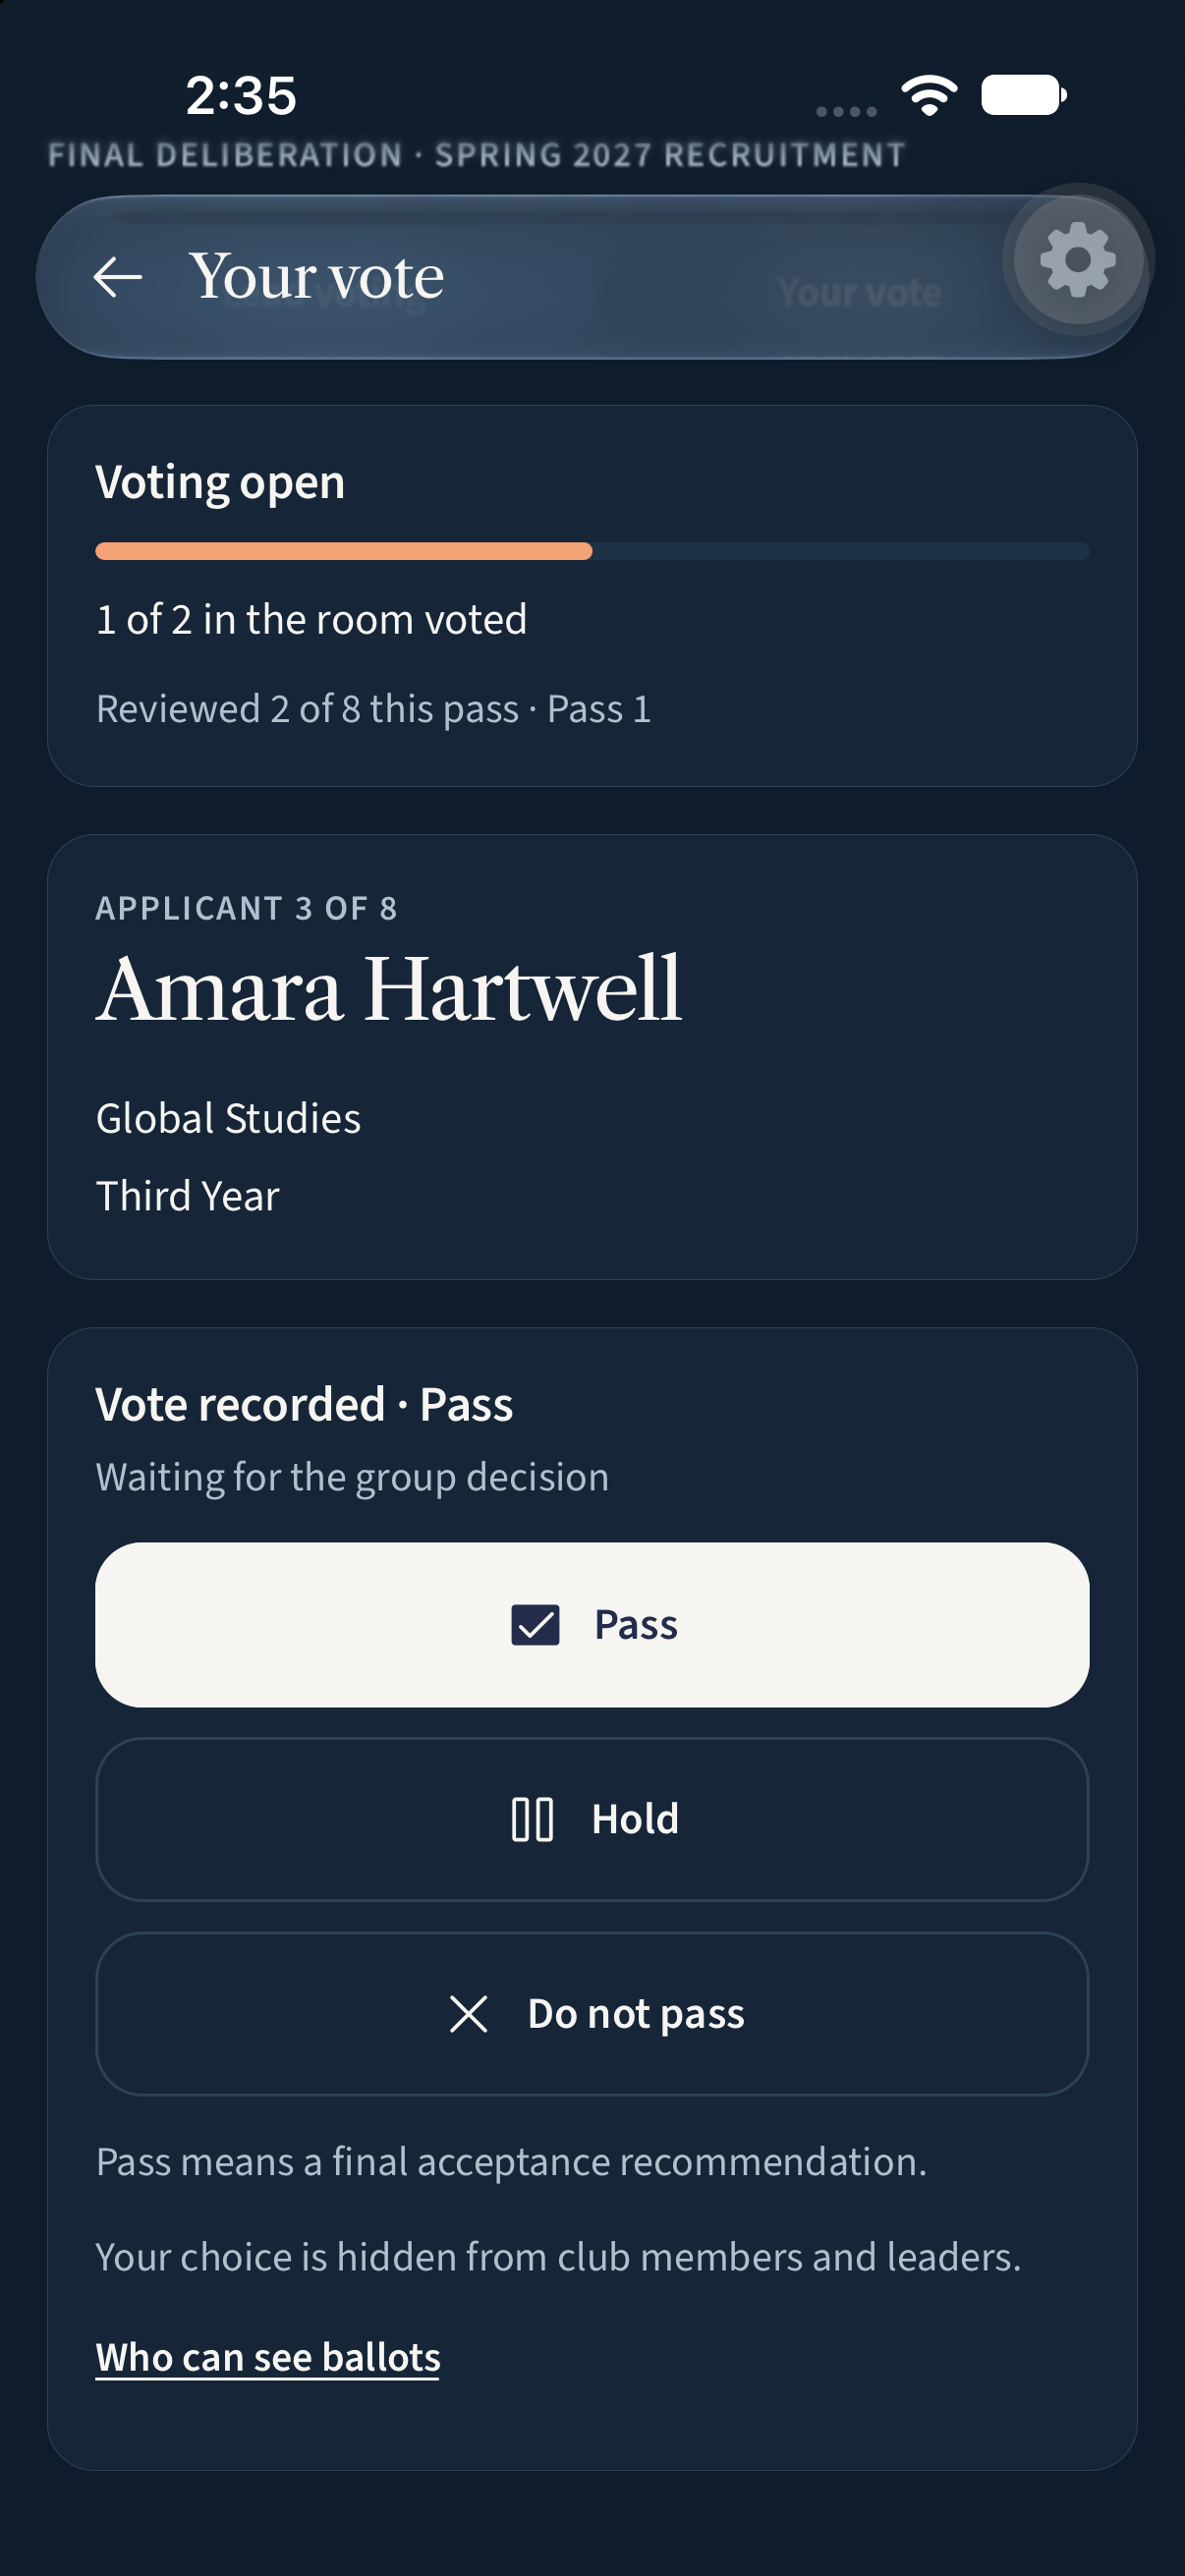 2:35
FINAL DELIBERATION · SPRING 2027 RECRUITMENT
Your vote
Your vote
Voting open
1 of 2 in the room voted
Reviewed 2 of 8 this pass · Pass 1
APPLICANT 3 OF 8
Amara Hartwell
Global Studies
Third Year
Vote recorded · Pass
Waiting for the group decision
Pass
Hold
Do not pass
Pass means a final acceptance recommendation.
Your choice is hidden from club members and leaders.
Who can see ballots